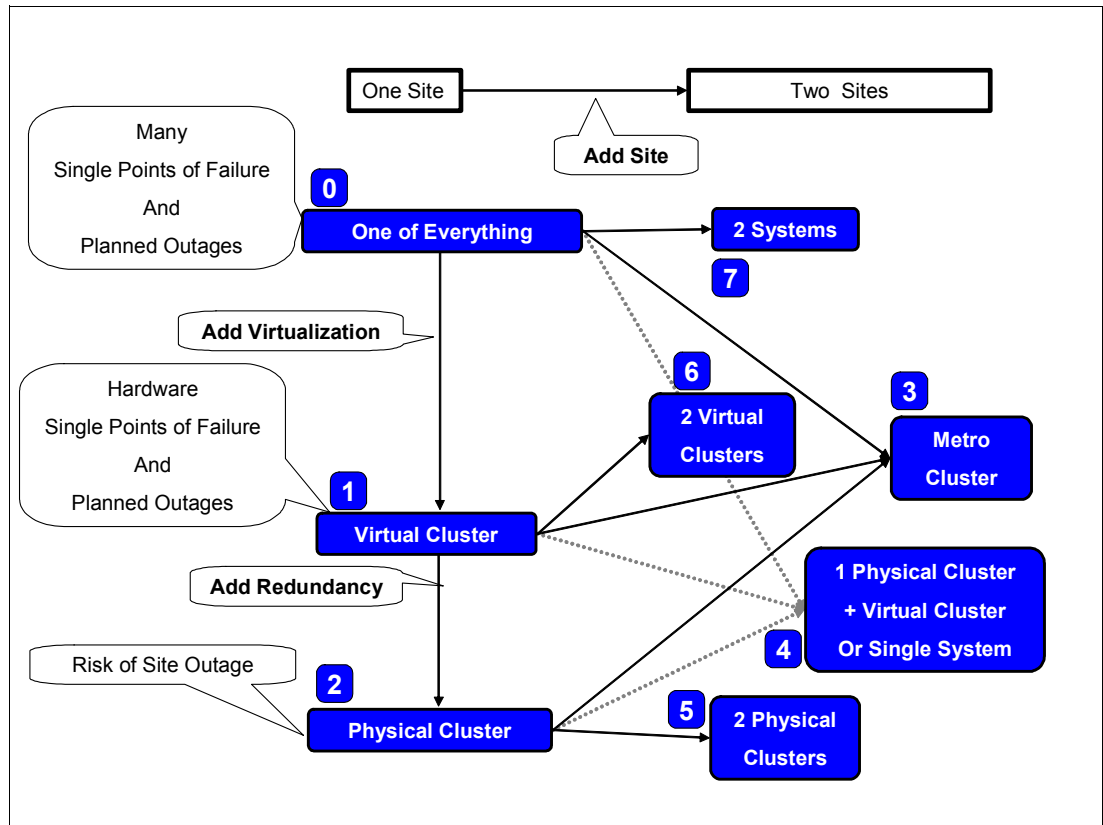 One Site
Two Sites
Add Site
Many
Single Points of Failure
And
Planned Outages
0
One of Everything
2 Systems
7
Add Virtualization
Hardware
Single Points of Failure
And
Planned Outages
6
2 Virtual
Clusters
3
Metro
Cluster
1
Virtual Cluster
Add Redundancy
1 Physical Cluster
+ Virtual Cluster
Or Single System
4
Risk of Site Outage
2
Physical Cluster
5
2 Physical
Clusters